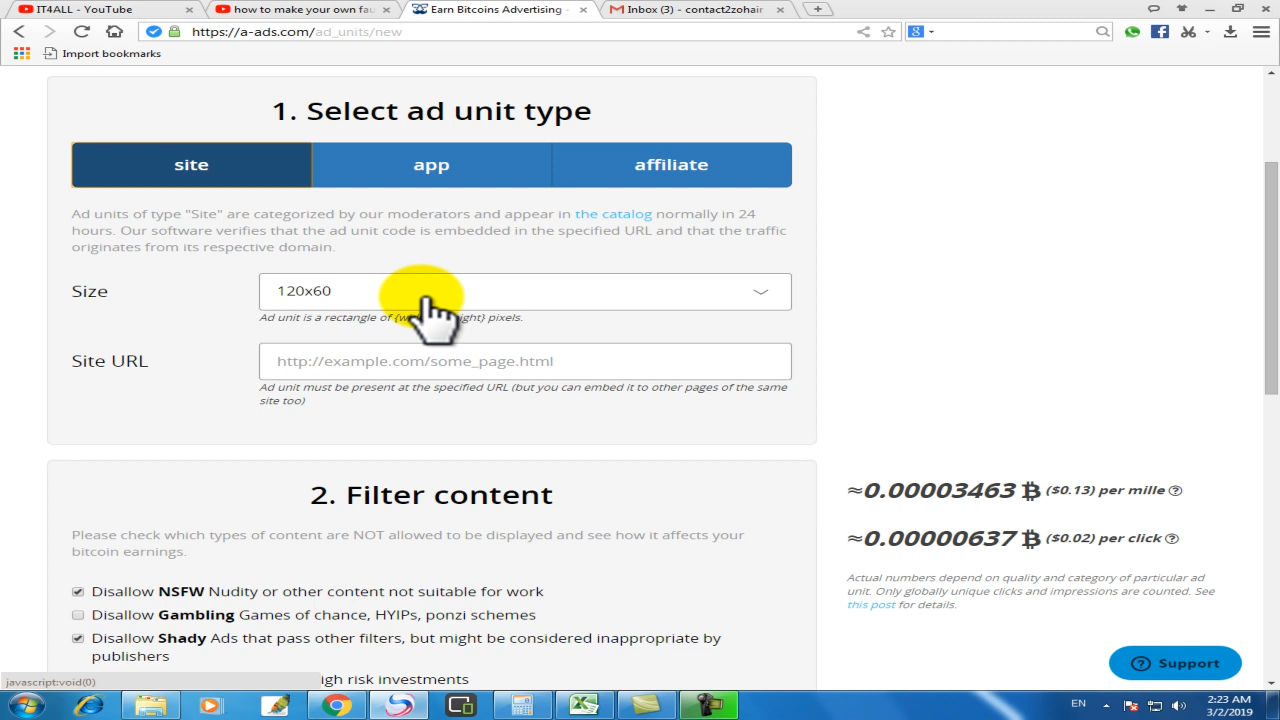 IT4ALL - YouTube
how to make your own fau
Earn Bitcoins Advertising -
Inbox (3) - contact2zohair
https://a-ads.com/ad_units/new
Import bookmarks
1. Select ad unit type
site
app
affiliate
Ad units of type "Site" are categorized by our moderators and appear in the catalog normally in 24
hours. Our software verifies that the ad unit code is embedded in the specified URL and that the traffic
originates from its respective domain.
Size
120x60
Ad unit is a rectangle of pixels.
Site URL
http://example.com/some_page.html
Ad unit must be present at the specified URL (but you can embed it to other pages of the same
site too)
2. Filter content
Please check which types of content are NOT allowed to be displayed and see how it affects your
bitcoin earnings.
Disallow NSFW Nudity or other content not suitable for work
Disallow Gambling Games of chance, HYIPs, ponzi schemes
Disallow Shady Ads that pass other filters, but might be considered inappropriate by
publishers
high risk investments
≈0.00003463 ₿ ($0.13) per mille
≈0.00000637 ₿ ($0.02) per click
Actual numbers depend on quality and category of particular ad
unit. Only globally unique clicks and impressions are counted. See
this post for details.
Support
javascript:void(0)
EN
2:23 AM
3/2/2019